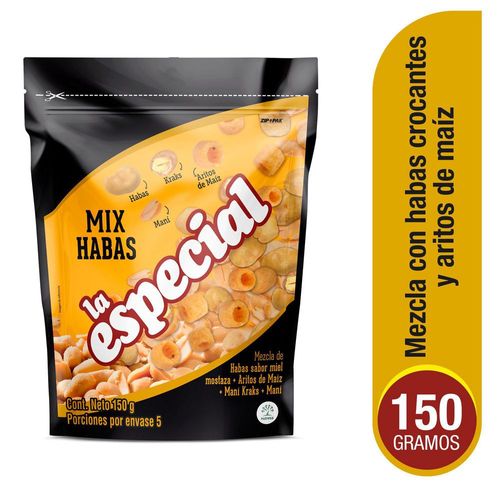 ZIP-PAK
Habas
Kraks
Aritos
de Maíz
Maní
MIX
HABAS
la
especial
Mezcla de
Habas sabor miel
mostaza + Aritos de Maíz
+ Maní Kraks + Maní
Cont. Neto 150 g
Porciones por envase 5
Mezcla con habas crocantes
y aritos de maíz
150
GRAMOS